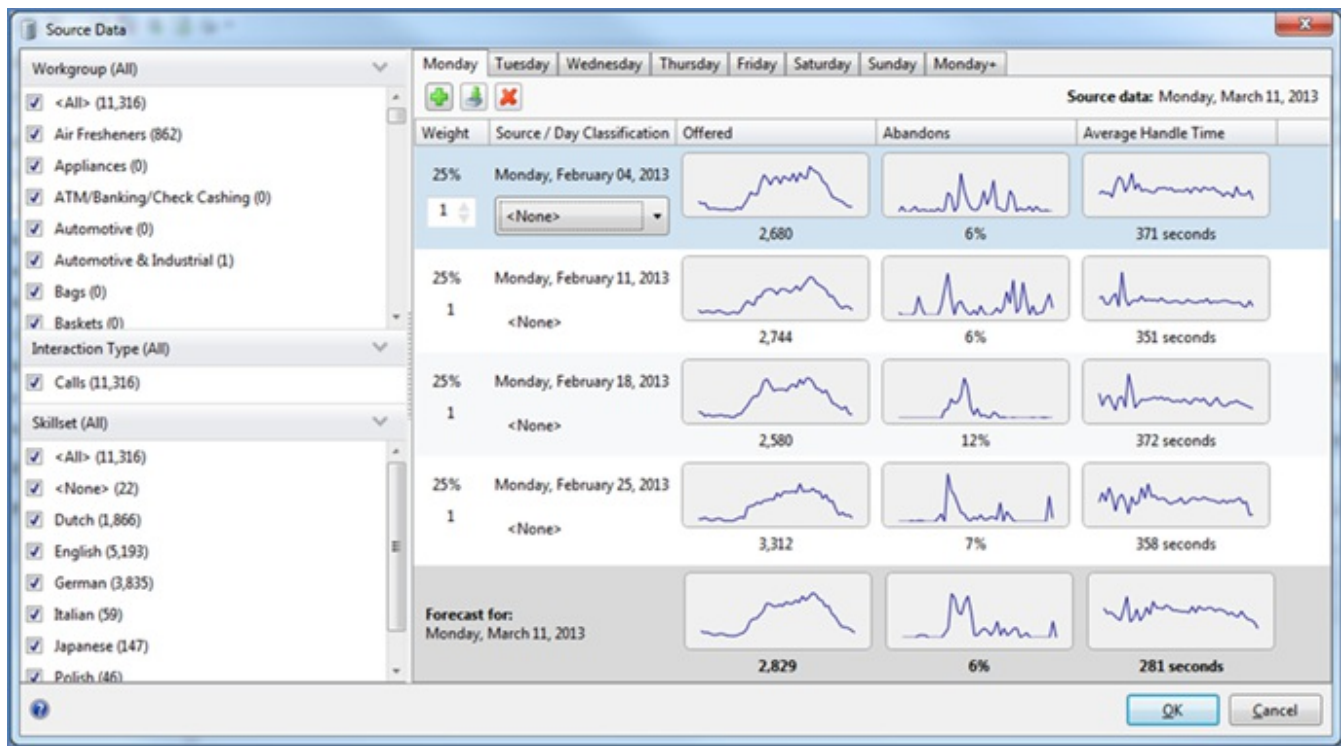 Source Data
Workgroup (All)
<All> (11,316)
Air Fresheners (862)
Appliances (0)
ATM/Banking/Check Cashing (0)
Automotive (0)
Automotive & Industrial (1)
Bags (0)
Baskets (0)
Interaction Type (All)
Calls (11,316)
Skillset (All)
<All> (11,316)
<None> (22)
Dutch (1,866)
English (5,193)
German (3,835)
Italian (59)
Japanese (147)
Polish (46)
Monday Tuesday Wednesday Thursday Friday Saturday Sunday Monday+
Source data: Monday, March 11, 2013
Weight Source / Day Classification Offered Abandons Average Handle Time
25% Monday, February 04, 2013
1 <None>
2,680 6% 371 seconds
25% Monday, February 11, 2013
1 <None>
2,744 6% 351 seconds
25% Monday, February 18, 2013
1 <None>
2,580 12% 372 seconds
25% Monday, February 25, 2013
1 <None>
3,312 7% 358 seconds
Forecast for:
Monday, March 11, 2013
2,829 6% 281 seconds
OK Cancel